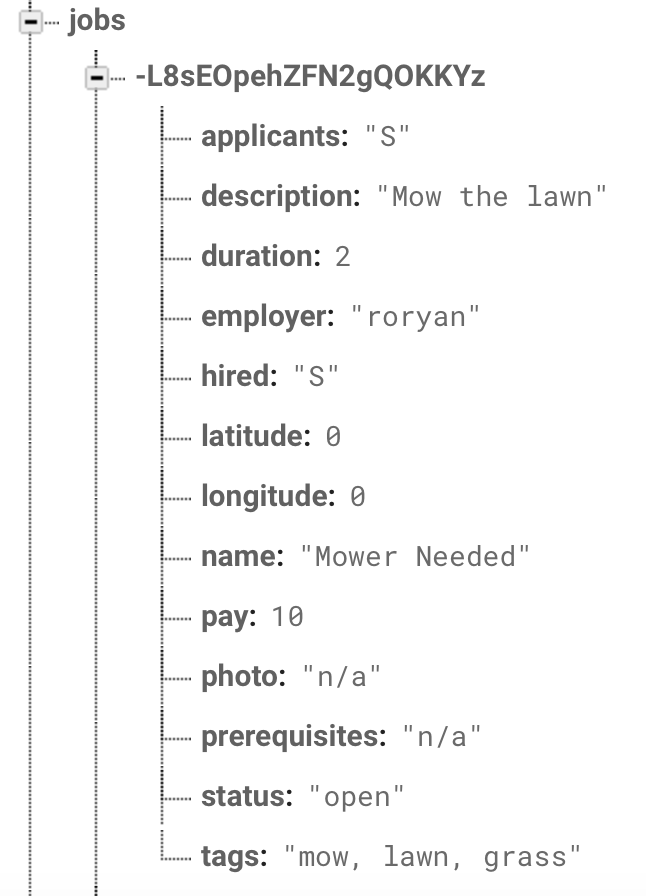 jobs
-L8sEOpehZFN2gQOKKYz
applicants: "S"
description: "Mow the lawn"
duration: 2
employer: "roryan"
hired: "S"
latitude: 0
longitude: 0
name: "Mower Needed"
pay: 10
photo: "n/a"
prerequisites: "n/a"
status: "open"
tags: "mow, lawn, grass"